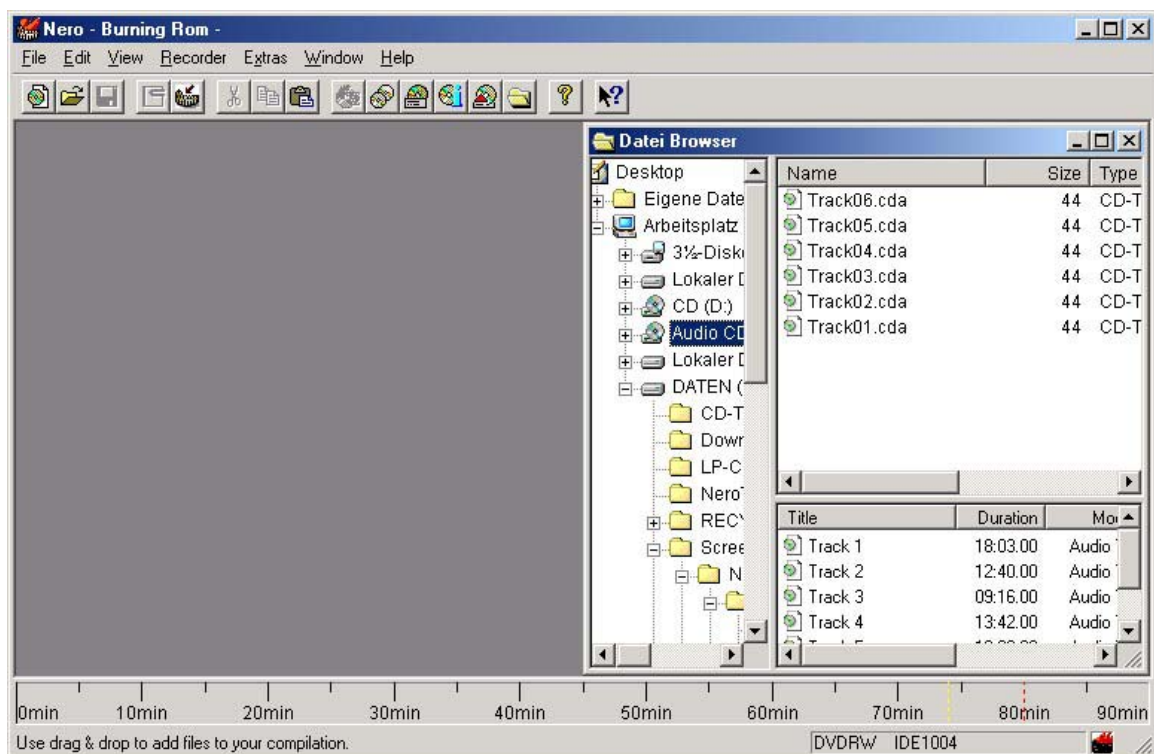 Nero - Burning Rom -
File Edit View Recorder Extras Window Help
Datei Browser
Desktop
Eigene Date
Arbeitsplatz
3½-Disk
Lokaler D
CD (D:)
Audio CD
Lokaler D
DATEN (
CD-T
Down
LP-C
NeroT
RECY
Scree
N
Name Size Type
Track06.cda 44 CD-T
Track05.cda 44 CD-T
Track04.cda 44 CD-T
Track03.cda 44 CD-T
Track02.cda 44 CD-T
Track01.cda 44 CD-T
Title Duration Mo
Track 1 18:03.00 Audio
Track 2 12:40.00 Audio
Track 3 09:16.00 Audio
Track 4 13:42.00 Audio
0min 10min 20min 30min 40min 50min 60min 70min 80min 90min
Use drag & drop to add files to your compilation. DVDRW IDE1004